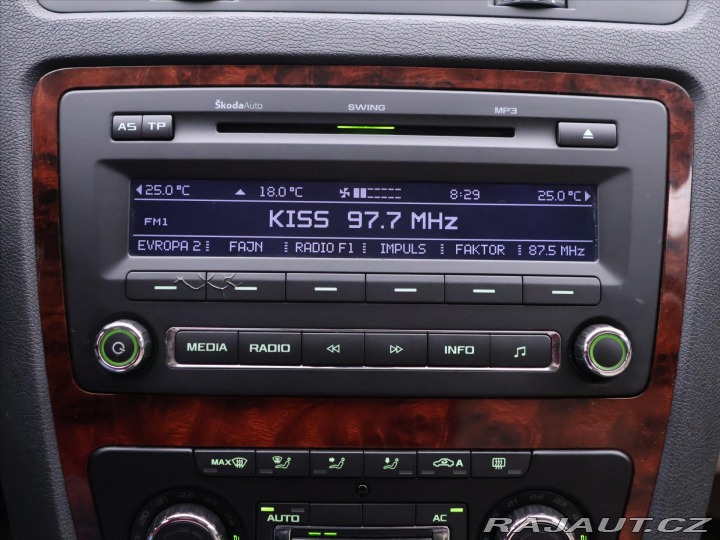 ŠkodaAuto SWING MP3
AS TP
25.0 °C 18.0 °C 8:29 25.0 °C
FM1 KISS 97.7 MHz
EVROPA 2 FAJN RADIO F1 IMPULS FAKTOR 87.5 MHz
MEDIA RADIO INFO
MAX A
AUTO AC
RAJAUT.CZ